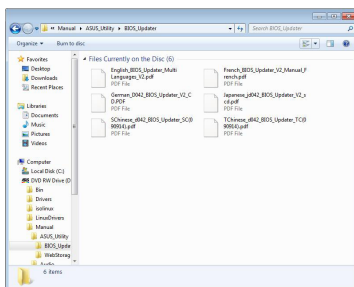 « Manual ▸ ASUS_Utility ▸ BIOS_Updater
Search BIOS_Updater
Organize ▾ Burn to disc
Favorites
Desktop
Downloads
Recent Places
Libraries
Documents
Music
Pictures
Videos
Computer
Local Disk (C:)
DVD RW Drive (D
Bin
Drivers
isolinux
LinuxDrivers
Manual
ASUS_Utility
BIOS_Upda
WebStorag
Audio
Files Currently on the Disc (6)
English_BIOS_Updater_Multi
Languages_V2.pdf
PDF File
French_BIOS_Updater_V2_Manual_F
rench.pdf
PDF File
German_D042_BIOS_Updater_V2_C
D.PDF
PDF File
Japanese_jd042_BIOS_Updater_V2_s
cd.pdf
PDF File
SChinese_d042_BIOS_Updater_SC(0
90914).pdf
PDF File
TChinese_d042_BIOS_Updater_TC(0
90914).pdf
PDF File
6 items